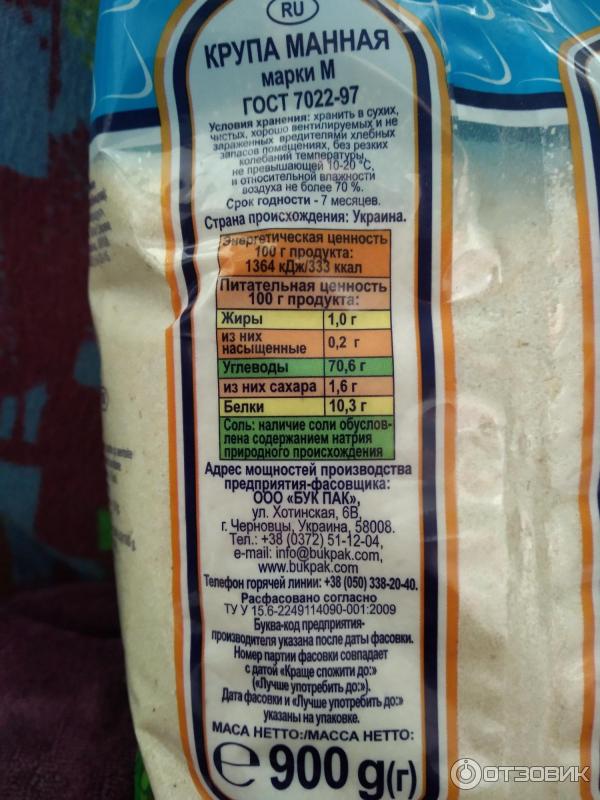 RU
КРУПА МАННАЯ
марки М
ГОСТ 7022-97
Условия хранения: хранить в сухих,
чистых, хорошо вентилируемых и не
зараженных вредителями хлебных
запасов помещениях, без резких
колебаний температуры,
не превышающей 10-20 °С,
и относительной влажности
воздуха не более 70 %.
Срок годности - 7 месяцев.
Страна происхождения: Украина.
Энергетическая ценность
100 г продукта:
1364 кДж/333 ккал
Питательная ценность
100 г продукта:
Жиры 1,0 г
из них
насыщенные 0,2 г
Углеводы 70,6 г
из них сахара 1,6 г
Белки 10,3 г
Соль: наличие соли обуслов-
лена содержанием натрия
природного происхождения
Адрес мощностей производства
предприятия-фасовщика:
ООО «БУК ПАК»,
ул. Хотинская, 6В,
г. Черновцы, Украина, 58008.
Тел.: +38 (0372) 51-12-04,
e-mail: info@bukpak.com,
www.bukpak.com
Телефон горячей линии: +38 (050) 338-20-40.
Расфасовано согласно
ТУ У 15.6-2249114090-001:2009
Буква-код предприятия-
производителя указана после даты фасовки.
Номер партии фасовки совпадает
с датой «Краще спожити до:»
(«Лучше употребить до:»).
Дата фасовки и «Лучше употребить до:»
указаны на упаковке.
МАСА НЕТТО:/МАССА НЕТТО:
℮ 900 g(г)
ОТЗОВИК